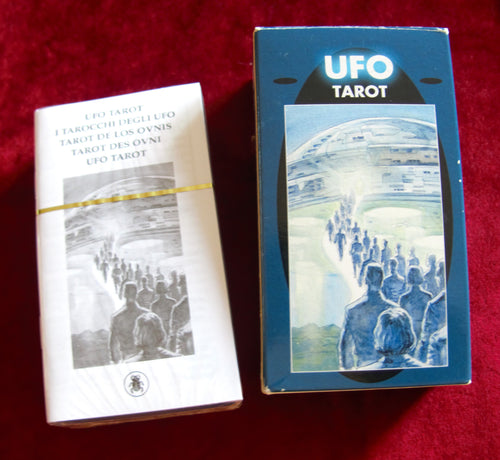 UFO TAROT
I TAROCCHI DEGLI UFO
TAROT DE LOS OVNIS
TAROT DES OVNI
UFO TAROT
UFO
TAROT